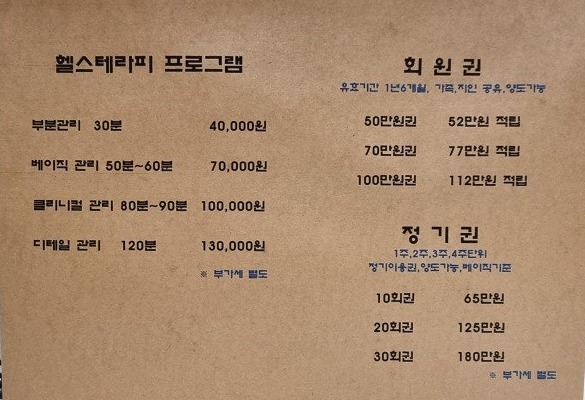 헬스테라피 프로그램
부분관리 30분 40,000원
베이직 관리 50분~60분 70,000원
클리니컬 관리 80분~90분 100,000원
디테일 관리 120분 130,000원
※ 부가세 별도
회원권
유효기간 1년6개월, 가족,지인 공유,양도가능
50만원권 52만원 적립
70만원권 77만원 적립
100만원권 112만원 적립
정기권
1주,2주,3주,4주단위
정기이용권,양도가능,베이직기준
10회권 65만원
20회권 125만원
30회권 180만원
※ 부가세 별도